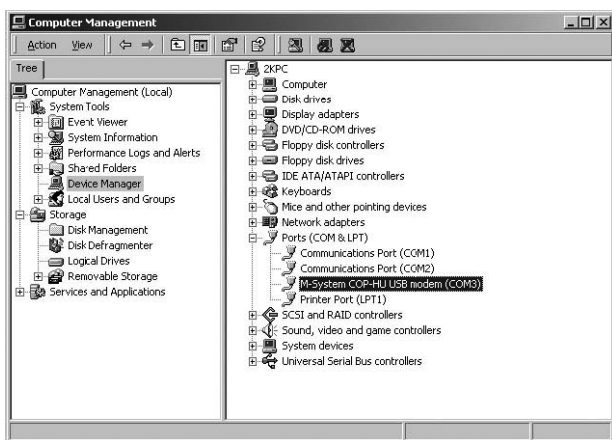 Computer Management
Action View
Tree
Computer Management (Local)
System Tools
Event Viewer
System Information
Performance Logs and Alerts
Shared Folders
Device Manager
Local Users and Groups
Storage
Disk Management
Disk Defragmenter
Logical Drives
Removable Storage
Services and Applications
2KPC
Computer
Disk drives
Display adapters
DVD/CD-ROM drives
Floppy disk controllers
Floppy disk drives
IDE ATA/ATAPI controllers
Keyboards
Mice and other pointing devices
Network adapters
Ports (COM & LPT)
Communications Port (COM1)
Communications Port (COM2)
M-System COP-HU USB modem (COM3)
Printer Port (LPT1)
SCSI and RAID controllers
Sound, video and game controllers
System devices
Universal Serial Bus controllers